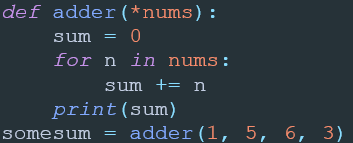 def adder(*nums):
    sum = 0
    for n in nums:
        sum += n
    print(sum)
somesum = adder(1, 5, 6, 3)